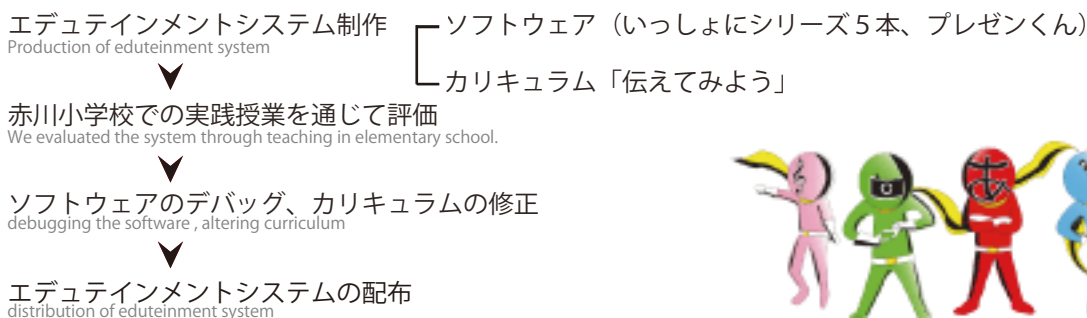 エデュテインメントシステム制作
Production of eduteinment system
ソフトウェア（いっしょにシリーズ５本、プレゼンくん）
カリキュラム「伝えてみよう」
赤川小学校での実践授業を通じて評価
We evaluated the system through teaching in elementary school.
ソフトウェアのデバッグ、カリキュラムの修正
debugging the software , altering curriculum
エデュテインメントシステムの配布
distribution of eduteinment system
あ